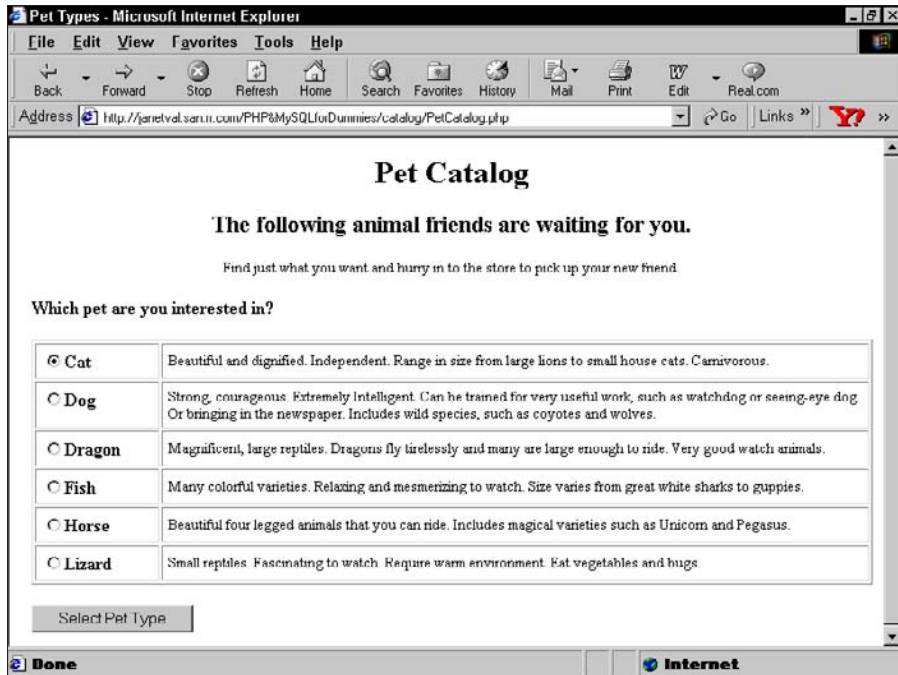 Pet Types - Microsoft Internet Explorer
File Edit View Favorites Tools Help
Back Forward Stop Refresh Home Search Favorites History Mail Print Edit Real.com
Address http://janetval.san.rr.com/PHP&MySQLforDummies/catalog/PetCatalog.php Go Links »
Pet Catalog
The following animal friends are waiting for you.
Find just what you want and hurry in to the store to pick up your new friend.
Which pet are you interested in?
Cat Beautiful and dignified. Independent. Range in size from large lions to small house cats. Carnivorous.
Dog Strong, courageous. Extremely Intelligent. Can be trained for very useful work, such as watchdog or seeing-eye dog.
Or bringing in the newspaper. Includes wild species, such as coyotes and wolves.
Dragon Magnificent, large reptiles. Dragons fly tirelessly and many are large enough to ride. Very good watch animals.
Fish Many colorful varieties. Relaxing and mesmerizing to watch. Size varies from great white sharks to guppies.
Horse Beautiful four legged animals that you can ride. Includes magical varieties such as Unicorn and Pegasus.
Lizard Small reptiles. Fascinating to watch. Require warm environment. Eat vegetables and bugs.
Select Pet Type
Done Internet